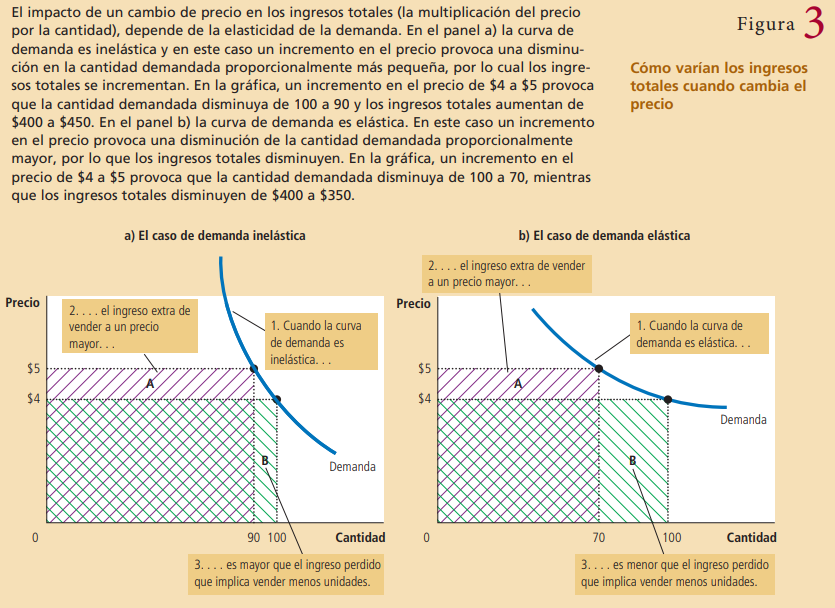 El impacto de un cambio de precio en los ingresos totales (la multiplicación del precio
por la cantidad), depende de la elasticidad de la demanda. En el panel a) la curva de
demanda es inelástica y en este caso un incremento en el precio provoca una disminu-
ción en la cantidad demandada proporcionalmente más pequeña, por lo cual los ingre-
sos totales se incrementan. En la gráfica, un incremento en el precio de $4 a $5 provoca
que la cantidad demandada disminuya de 100 a 90 y los ingresos totales aumentan de
$400 a $450. En el panel b) la curva de demanda es elástica. En este caso un incremento
en el precio provoca una disminución de la cantidad demandada proporcionalmente
mayor, por lo que los ingresos totales disminuyen. En la gráfica, un incremento en el
precio de $4 a $5 provoca que la cantidad demandada disminuya de 100 a 70, mientras
que los ingresos totales disminuyen de $400 a $350.
Figura 3
Cómo varían los ingresos
totales cuando cambia el
precio
a) El caso de demanda inelástica
Precio
2. . . . el ingreso extra de
vender a un precio
mayor. . .
1. Cuando la curva
de demanda es
inelástica. . .
$5
A
$4
B
Demanda
0
90
100
Cantidad
3. . . . es mayor que el ingreso perdido
que implica vender menos unidades.
b) El caso de demanda elástica
2. . . . el ingreso extra de vender
a un precio mayor. . .
Precio
1. Cuando la curva de
demanda es elástica. . .
$5
A
$4
Demanda
B
0
70
100
Cantidad
3. . . . es menor que el ingreso perdido
que implica vender menos unidades.